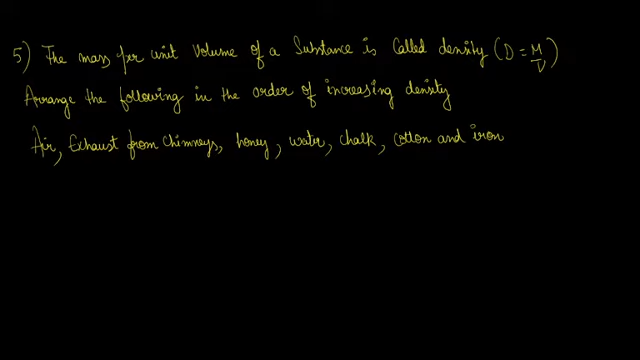 5) The mass per unit Volume of a Substance is called density (D = M/V)
Arrange the following in the order of increasing density
Air, Exhaust from Chimneys, honey, water, chalk, cotton and iron